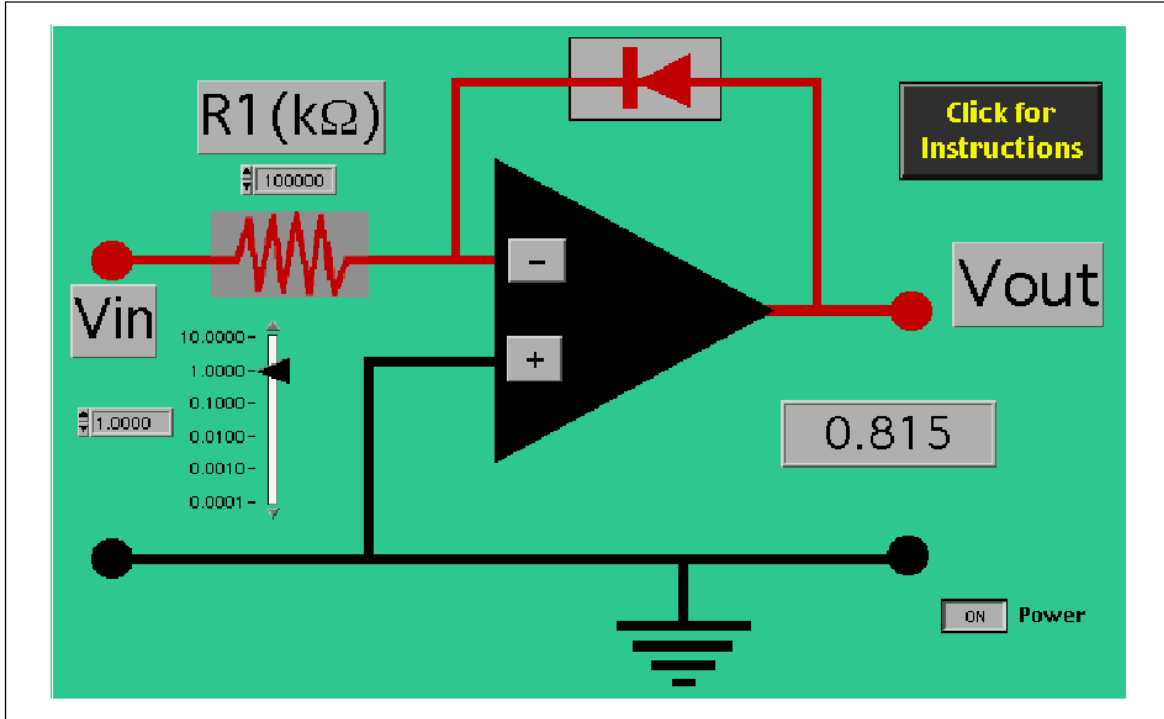 R1(kΩ)
100000
Click for
Instructions
-
Vout
Vin
10.0000
1.0000
0.1000
0.0100
0.0010
0.0001
+
1.0000
0.815
ON
Power